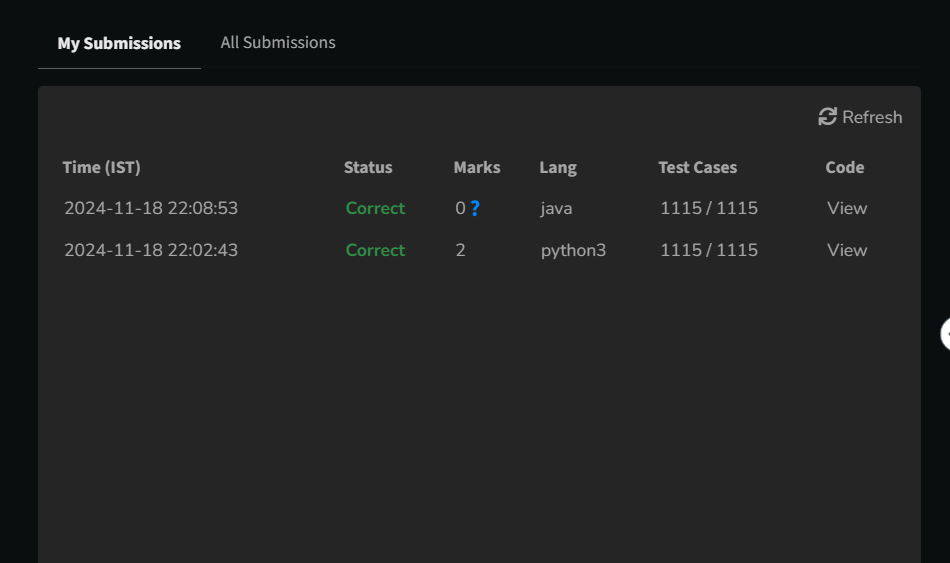 My Submissions All Submissions
Refresh
Time (IST) Status Marks Lang Test Cases Code
2024-11-18 22:08:53 Correct 0 ? java 1115 / 1115 View
2024-11-18 22:02:43 Correct 2 python3 1115 / 1115 View